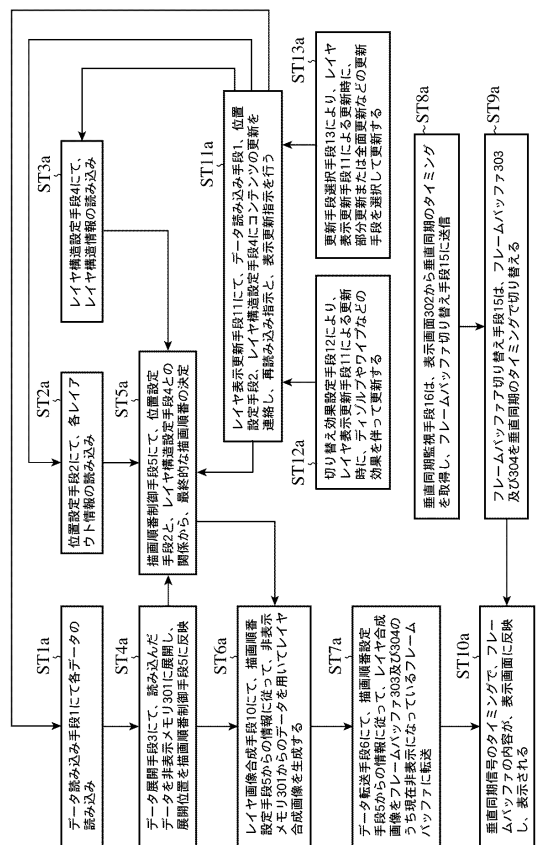 ST1a
データ読み込み手段1にて各データの
読み込み
ST2a
位置設定手段2にて、各レイア
ウト情報の読み込み
ST3a
レイヤ構造設定手段4にて、
レイヤ構造情報の読み込み
ST4a
データ展開手段3にて、読み込んだ
データを非表示メモリ301に展開し、
展開位置を描画順番制御手段5に反映
ST5a
描画順番制御手段5にて、位置設定
手段2と、レイヤ構造設定手段4との
関係から、最終的な描画順番の決定
ST11a
レイヤ表示更新手段11にて、データ読み込み手段1、位置
設定手段2、レイヤ構造設定手段4にコンテンツの更新を
連絡し、再読み込み指示と、表示更新指示を行う
ST6a
レイヤ画像合成手段10にて、描画順番
設定手段5からの情報に従って、非表示
メモリ301からのデータを用いてレイヤ
合成画像を生成する
ST12a
切り替え効果設定手段12により、
レイヤ表示更新手段11による更新
時に、ディゾルブやワイプなどの
効果を伴って更新する
ST13a
更新手段選択手段13により、レイヤ
表示更新手段11による更新時に、
部分更新または全面更新などの更新
手段を選択して更新する
ST7a
データ転送手段6にて、描画順番設定
手段5からの情報に従って、レイヤ合成
画像をフレームバッファ303及び304の
うち現在非表示になっているフレーム
バッファに転送
ST8a
垂直同期監視手段16は、表示画面302から垂直同期のタイミング
を取得し、フレームバッファ切り替え手段15に送信
ST9a
フレームバッファア切り替え手段15は、フレームバッファ303
及び304を垂直同期のタイミングで切り替える
ST10a
垂直同期信号のタイミングで、フレー
ムバッファの内容が、表示画面に反映
し、表示される